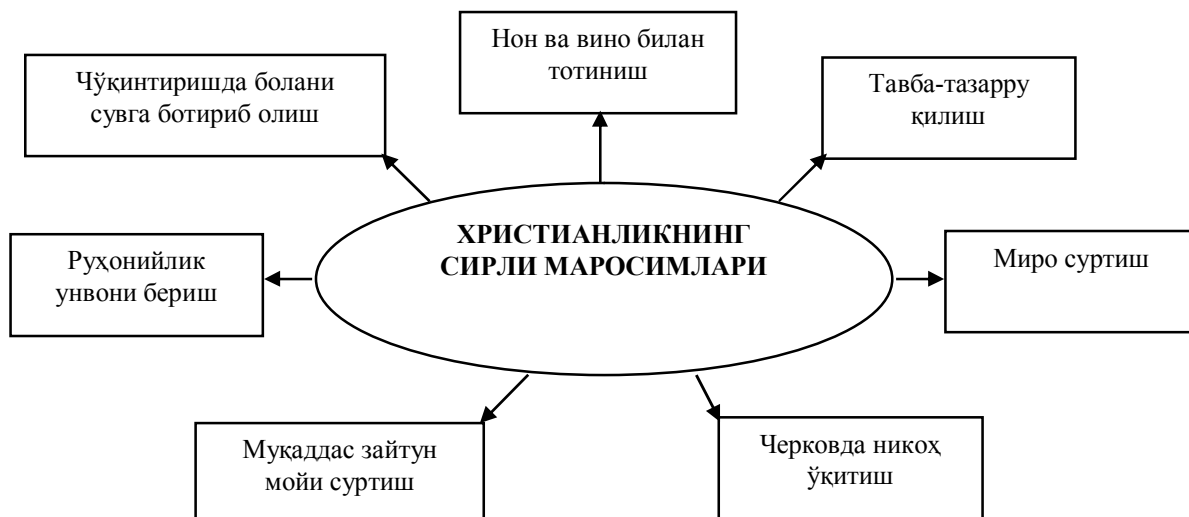 Нон ва вино билан
тотиниш
Чўқинтиришда болани
сувга ботириб олиш
Тавба-тазарру
қилиш
ХРИСТИАНЛИКНИНГ
СИРЛИ МАРОСИМЛАРИ
Руҳонийлик
унвони бериш
Миро суртиш
Муқаддас зайтун
мойи суртиш
Черковда никоҳ
ўқитиш